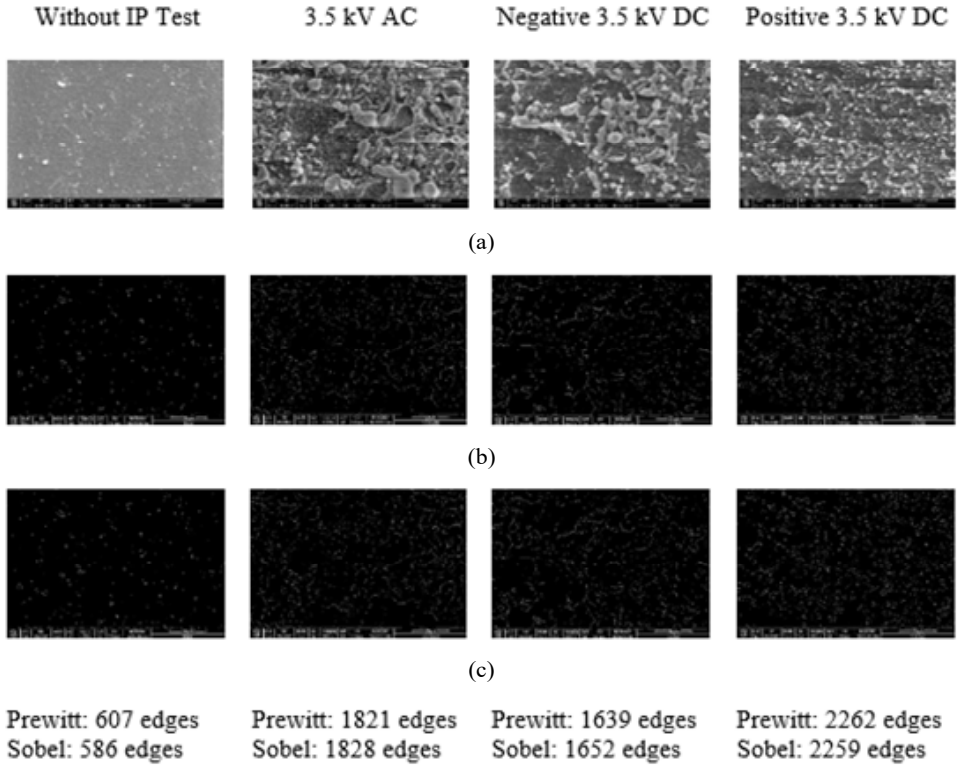 Without IP Test
3.5 kV AC
Negative 3.5 kV DC
Positive 3.5 kV DC
(a)
(b)
(c)
Prewitt: 607 edges
Sobel: 586 edges
Prewitt: 1821 edges
Sobel: 1828 edges
Prewitt: 1639 edges
Sobel: 1652 edges
Prewitt: 2262 edges
Sobel: 2259 edges